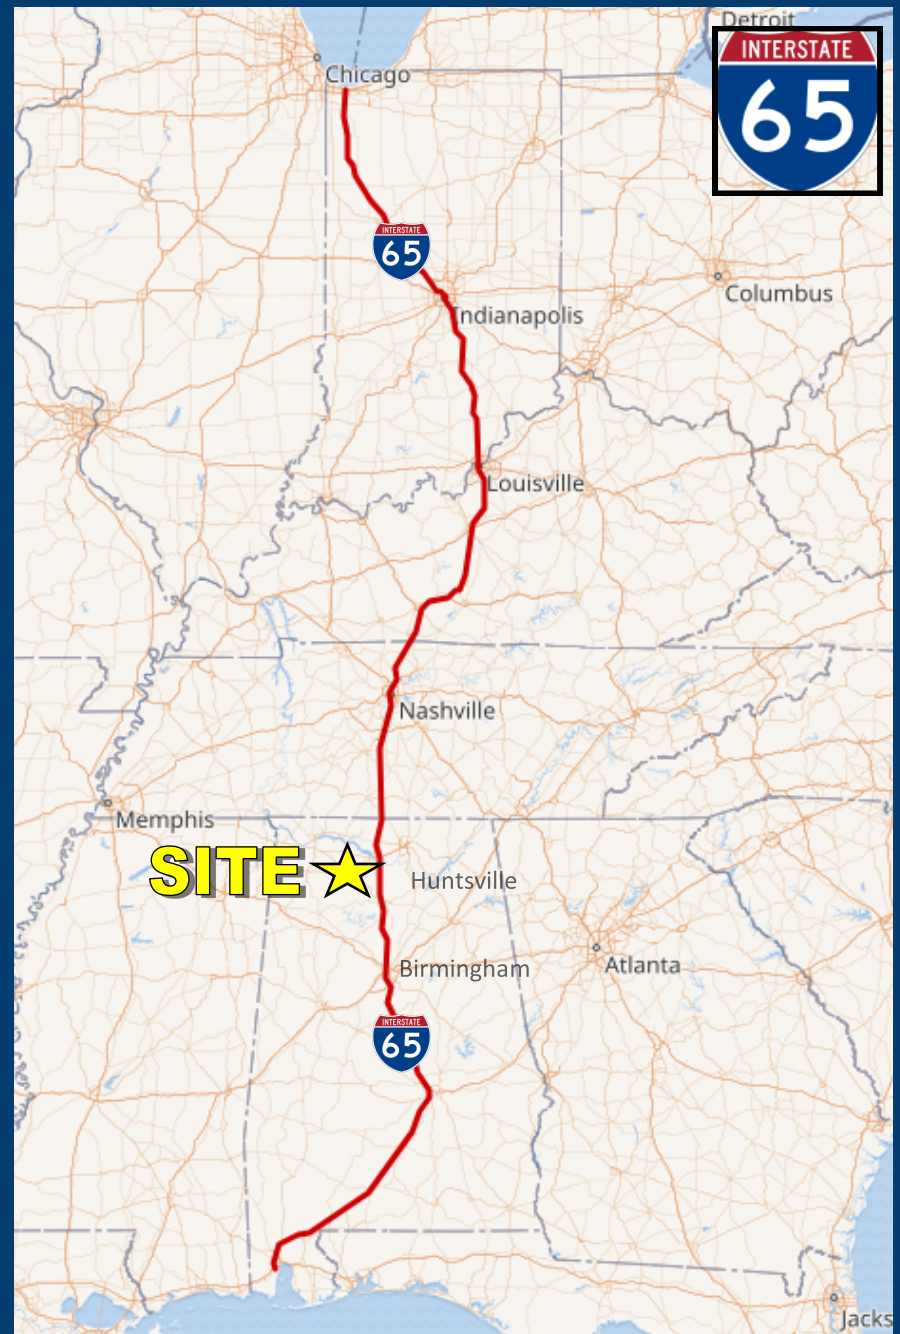 Detroit
INTERSTATE
65
Chicago
INTERSTATE
65
Columbus
Indianapolis
Louisville
Nashville
Memphis
SITE
Huntsville
Birmingham
Atlanta
INTERSTATE
65
Jacks